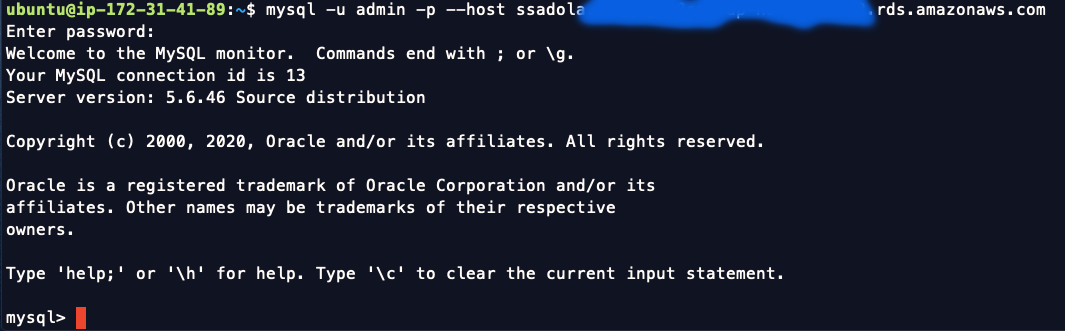 ubuntu@ip-172-31-41-89:~$ mysql -u admin -p --host ssadola .rds.amazonaws.com
Enter password:
Welcome to the MySQL monitor.  Commands end with ; or \g.
Your MySQL connection id is 13
Server version: 5.6.46 Source distribution
Copyright (c) 2000, 2020, Oracle and/or its affiliates. All rights reserved.
Oracle is a registered trademark of Oracle Corporation and/or its
affiliates. Other names may be trademarks of their respective
owners.
Type 'help;' or '\h' for help. Type '\c' to clear the current input statement.
mysql>